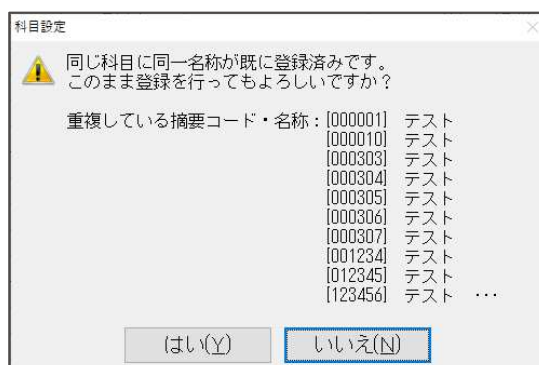 科目設定
同じ科目に同一名称が既に登録済みです。
このまま登録を行ってもよろしいですか？
重複している摘要コード・名称：[000001] テスト
[000010] テスト
[000303] テスト
[000304] テスト
[000305] テスト
[000306] テスト
[000307] テスト
[001234] テスト
[012345] テスト
[123456] テスト ･･･
はい(Y) いいえ(N)